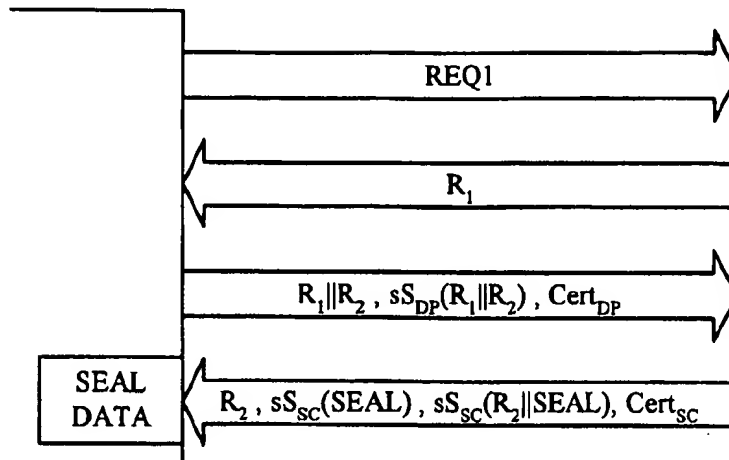 REQ1
R₁
R₁||R₂ , sS_DP(R₁||R₂) , Cert_DP
SEAL
DATA
R₂ , sS_SC(SEAL) , sS_SC(R₂||SEAL), Cert_SC